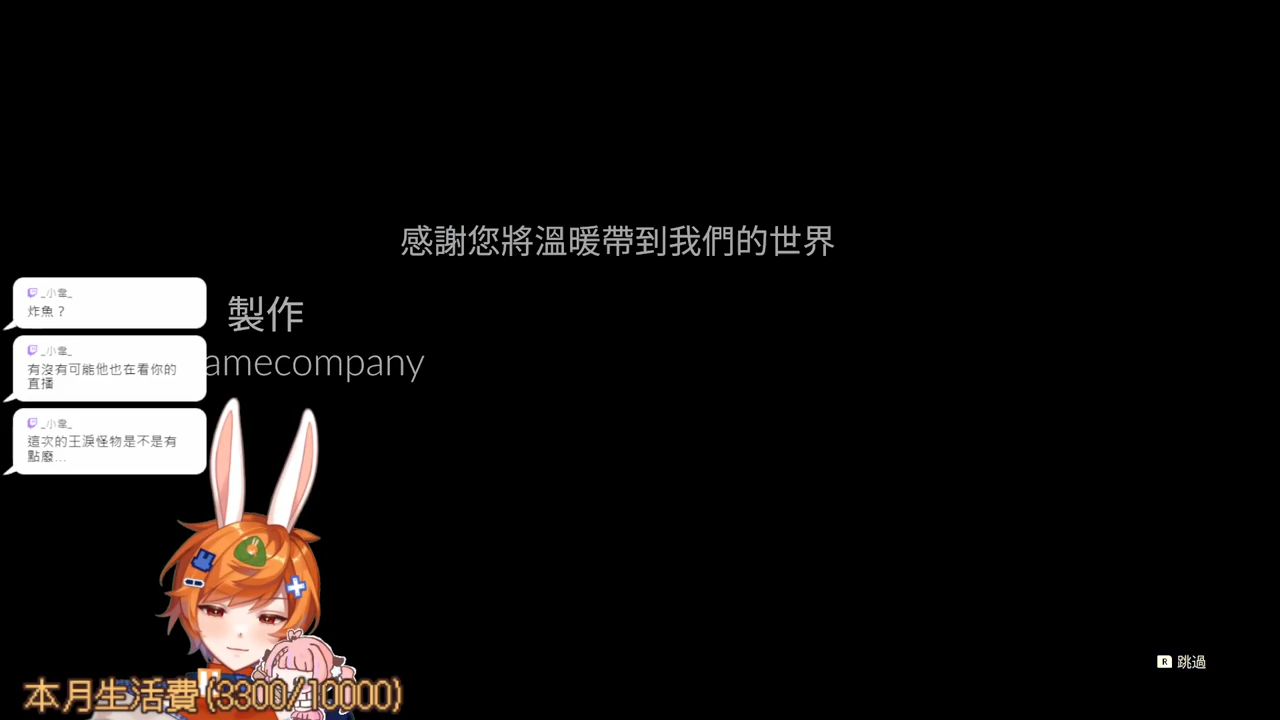 感謝您將溫暖帶到我們的世界
_小韋_
炸魚？
製作
_小韋_
有沒有可能他也在看你的
直播
amecompany
_小韋_
這次的王淚怪物是不是有
點廢...
R 跳過
本月生活費 (3300/10000)